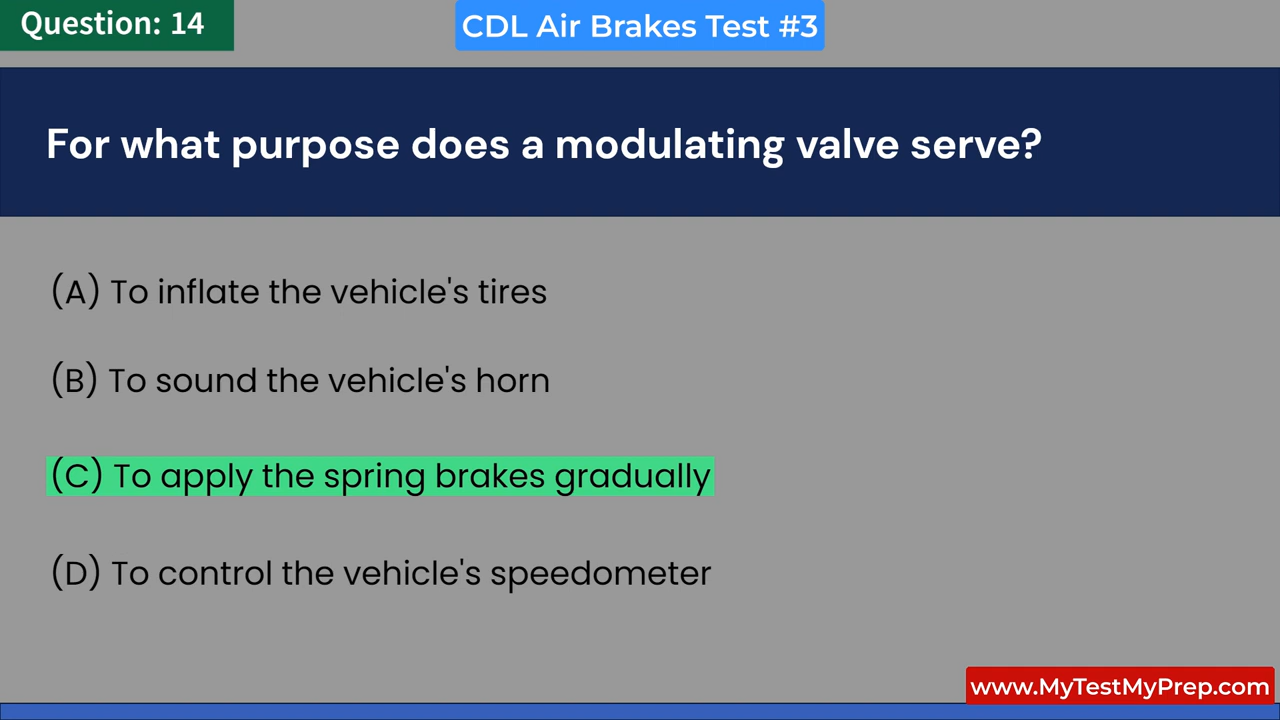 Question: 14
CDL Air Brakes Test #3
For what purpose does a modulating valve serve?
(A) To inflate the vehicle's tires
(B) To sound the vehicle's horn
(C) To apply the spring brakes gradually
(D) To control the vehicle's speedometer
www.MyTestMyPrep.com